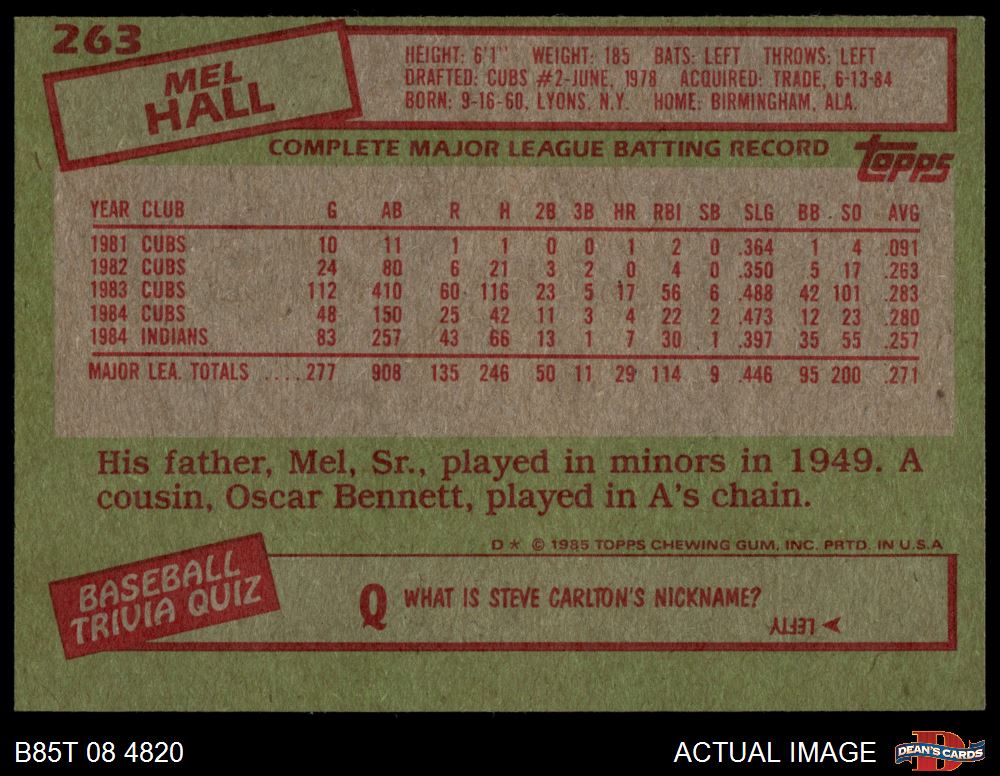 263
MEL
HALL
HEIGHT: 6'1" WEIGHT: 185 BATS: LEFT THROWS: LEFT
DRAFTED: CUBS #2-JUNE, 1978 ACQUIRED: TRADE, 6-13-84
BORN: 9-16-60, LYONS, N.Y. HOME: BIRMINGHAM, ALA.
COMPLETE MAJOR LEAGUE BATTING RECORD
topps
YEAR CLUB G AB R H 2B 3B HR RBI SB SLG BB SO AVG
1981 CUBS 10 11 1 1 0 0 1 2 0 .364 1 4 .091
1982 CUBS 24 80 6 21 3 2 0 4 0 .350 5 17 .263
1983 CUBS 112 410 60 116 23 5 17 56 6 .488 42 101 .283
1984 CUBS 48 150 25 42 11 3 4 22 2 .473 12 23 .280
1984 INDIANS 83 257 43 66 13 1 7 30 1 .397 35 55 .257
MAJOR LEA. TOTALS ....277 908 135 246 50 11 29 114 9 .446 95 200 .271
His father, Mel, Sr., played in minors in 1949. A
cousin, Oscar Bennett, played in A's chain.
D* © 1985 TOPPS CHEWING GUM, INC. PRTD. IN U.S.A
BASEBALL
TRIVIA QUIZ
Q WHAT IS STEVE CARLTON'S NICKNAME?
LEFTY
B85T 08 4820
ACTUAL IMAGE
DEAN'S CARDS